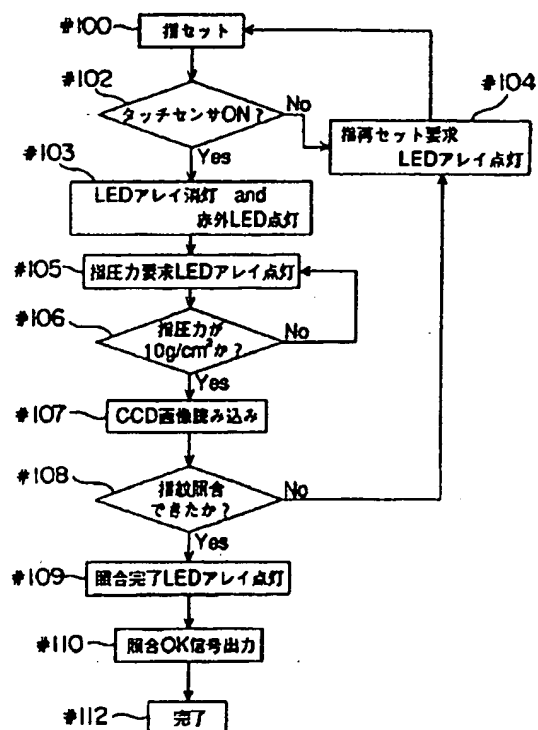 #100
指セット
#102
タッチセンサON?
No
#104
指再セット要求
LEDアレイ点灯
Yes
#103
LEDアレイ消灯 and
赤外LED点灯
#105
指圧力要求LEDアレイ点灯
#106
指圧力が
10g/cm²か?
No
Yes
#107
CCD画像読み込み
#108
指紋照合
できたか?
No
Yes
#109
照合完了LEDアレイ点灯
#110
照合OK信号出力
#112
完了